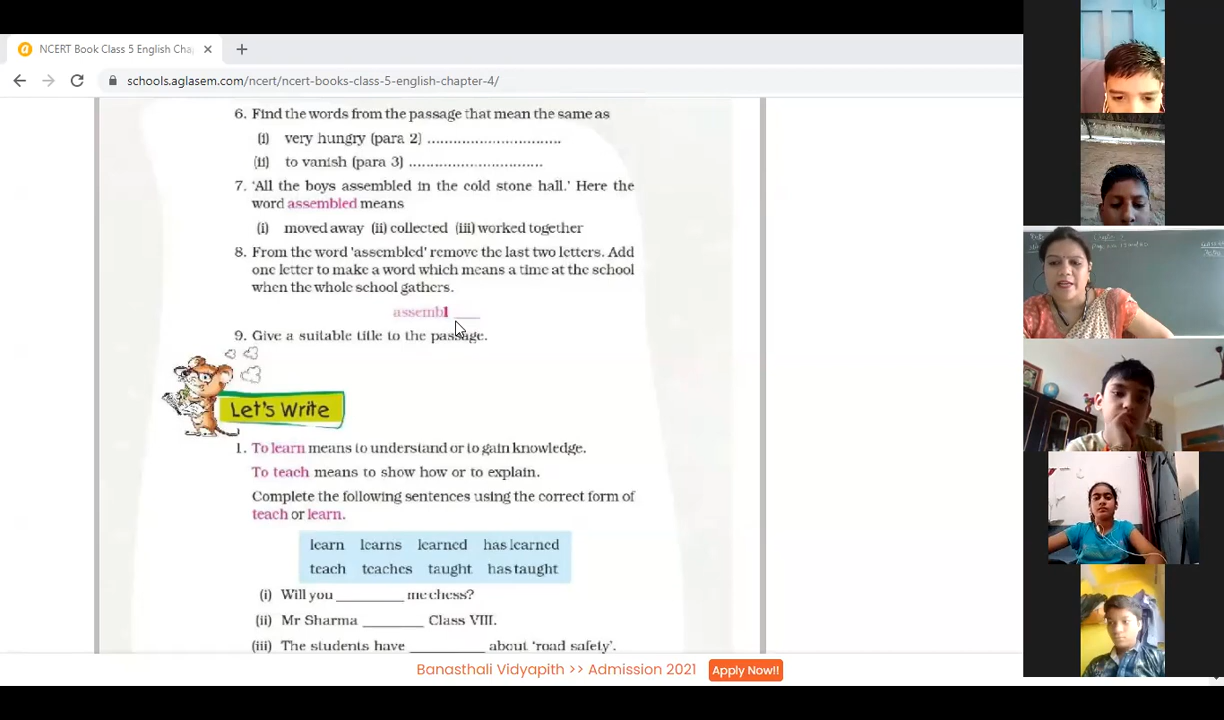 NCERT Book Class 5 English Cha
schools.aglasem.com/ncert/ncert-books-class-5-english-chapter-4/
6. Find the words from the passage that mean the same as
(i) very hungry (para 2) ..............................
(ii) to vanish (para 3) ..............................
7. 'All the boys assembled in the cold stone hall.' Here the
word assembled means
(i) moved away (ii) collected (iii) worked together
8. From the word 'assembled' remove the last two letters. Add
one letter to make a word which means a time at the school
when the whole school gathers.
assembl ___
9. Give a suitable title to the passage.
Let's Write
1. To learn means to understand or to gain knowledge.
To teach means to show how or to explain.
Complete the following sentences using the correct form of
teach or learn.
learn learns learned has learned
teach teaches taught has taught
(i) Will you ________ me chess?
(ii) Mr Sharma ________ Class VIII.
(iii) The students have ________ about 'road safety'.
Banasthali Vidyapith >> Admission 2021 Apply Now!!